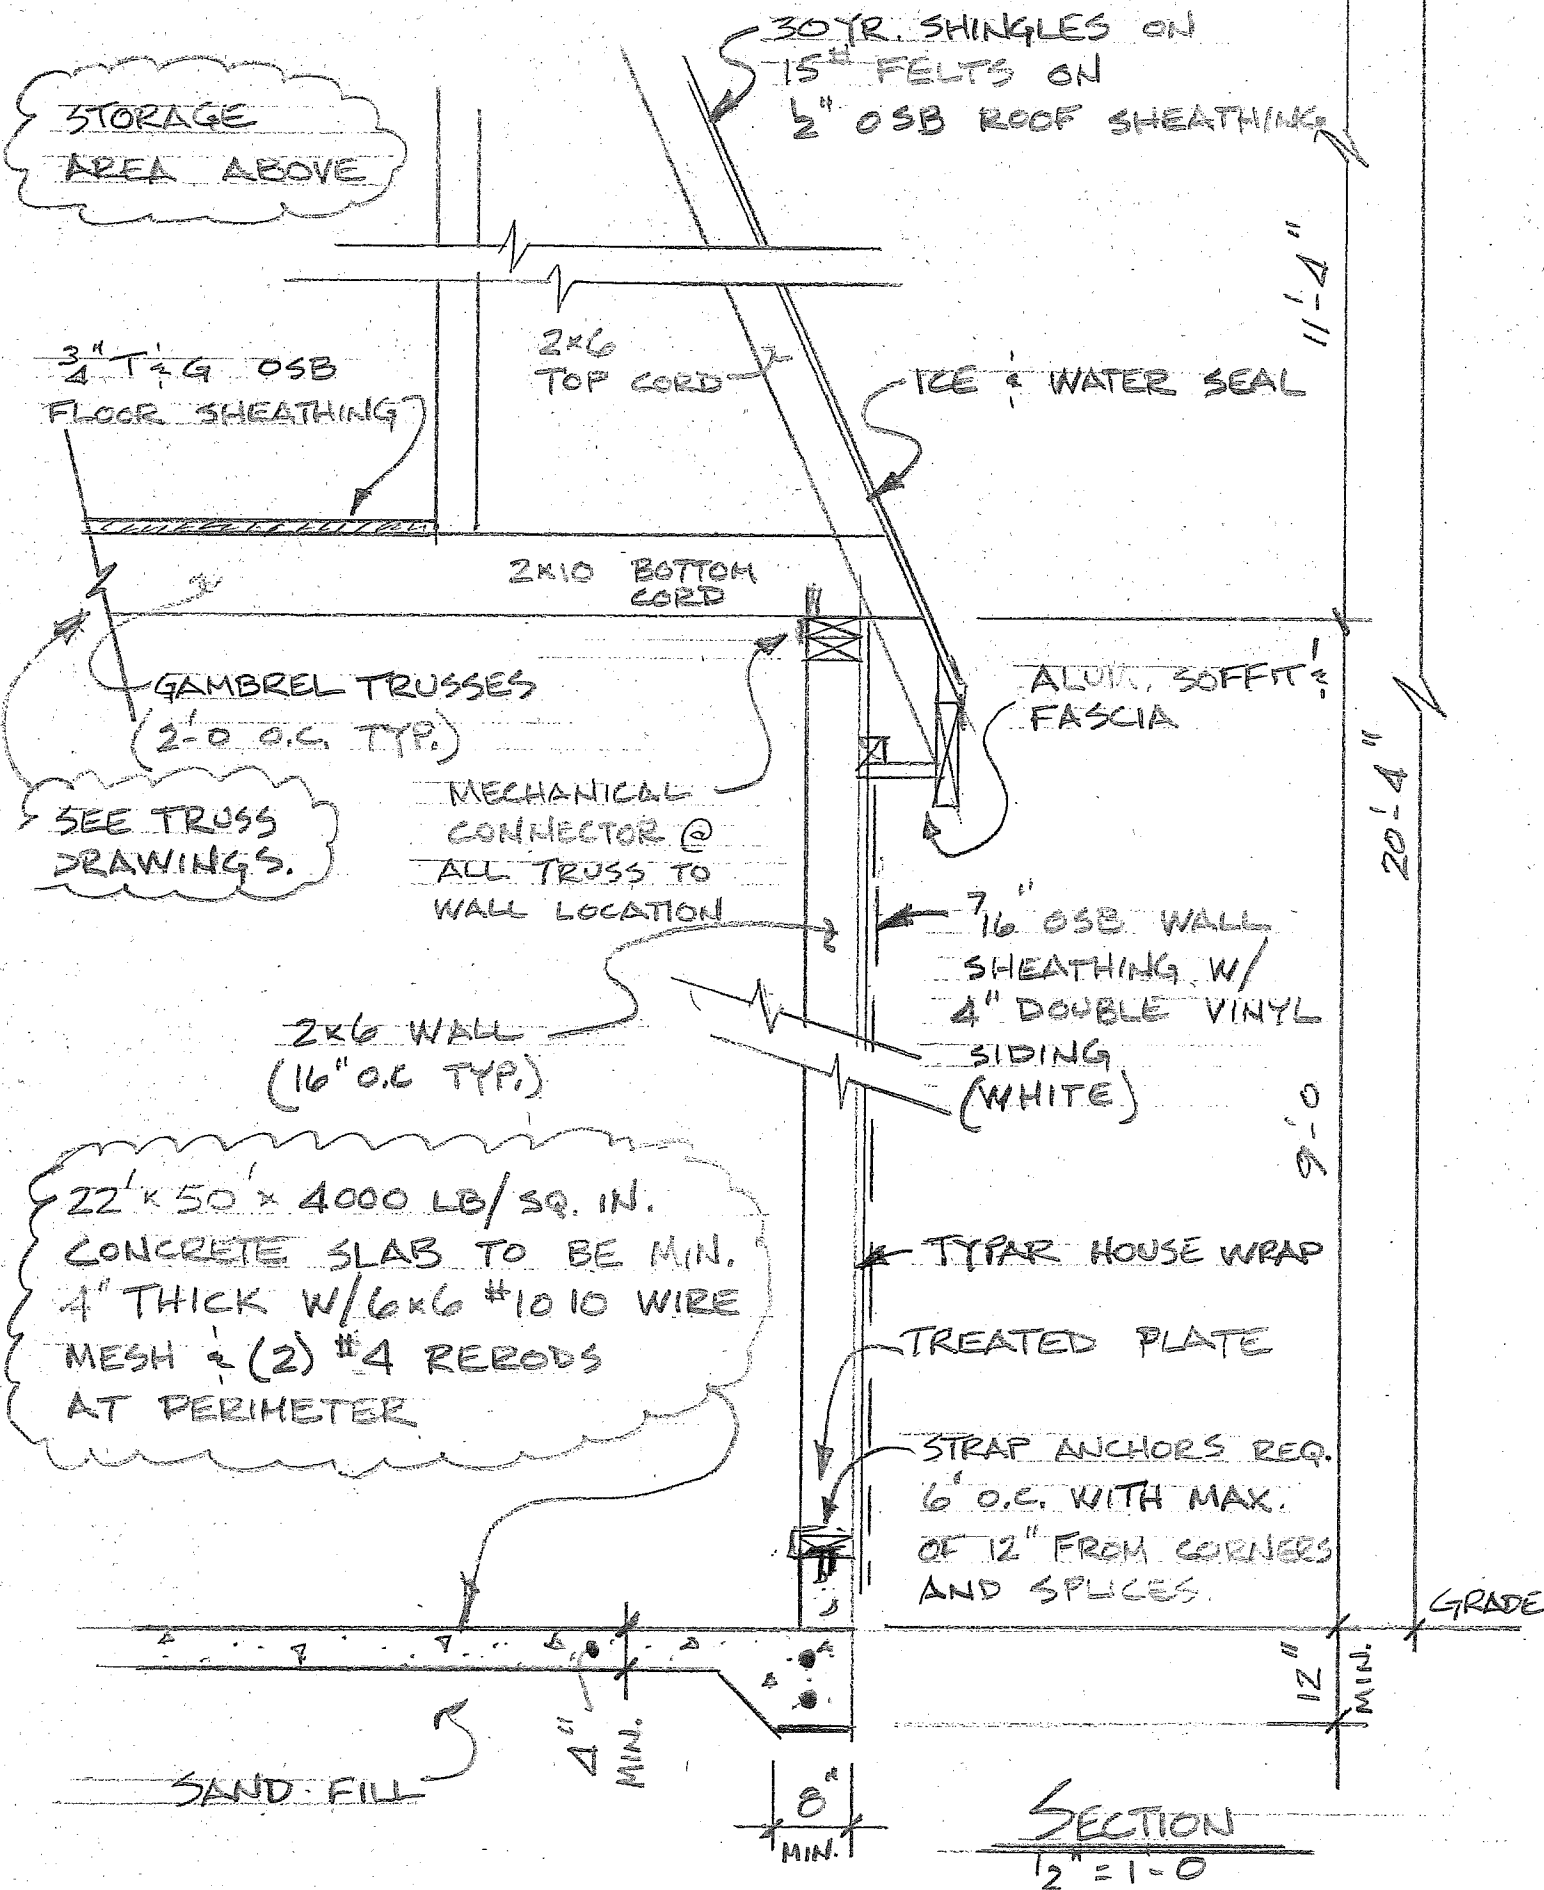 30 YR. SHINGLES ON
15# FELTS ON
1/2" OSB ROOF SHEATHING
STORAGE
AREA ABOVE
11'-4"
3/4" T & G OSB
FLOOR SHEATHING
2x6
TOP CORD
ICE & WATER SEAL
2x10 BOTTOM
CORD
GAMBREL TRUSSES
(2'-0 O.C. TYP.)
ALUM. SOFFIT &
FASCIA
SEE TRUSS
DRAWINGS.
MECHANICAL
CONNECTOR @
ALL TRUSS TO
WALL LOCATION
20'-4"
7/16" OSB WALL
SHEATHING W/
4" DOUBLE VINYL
SIDING
(WHITE)
2x6 WALL
(16" O.C TYP.)
9'-0
22' x 50' x 4000 LB/SQ. IN.
CONCRETE SLAB TO BE MIN.
4" THICK W/6x6 #10 10 WIRE
MESH & (2) #4 RERODS
AT PERIMETER
TYPAR HOUSE WRAP
TREATED PLATE
STRAP ANCHORS REQ.
6' O.C. WITH MAX.
OF 12" FROM CORNERS
AND SPLICES.
GRADE
12"
MIN.
4"
MIN.
SAND FILL
8"
MIN.
SECTION
1/2" = 1'-0